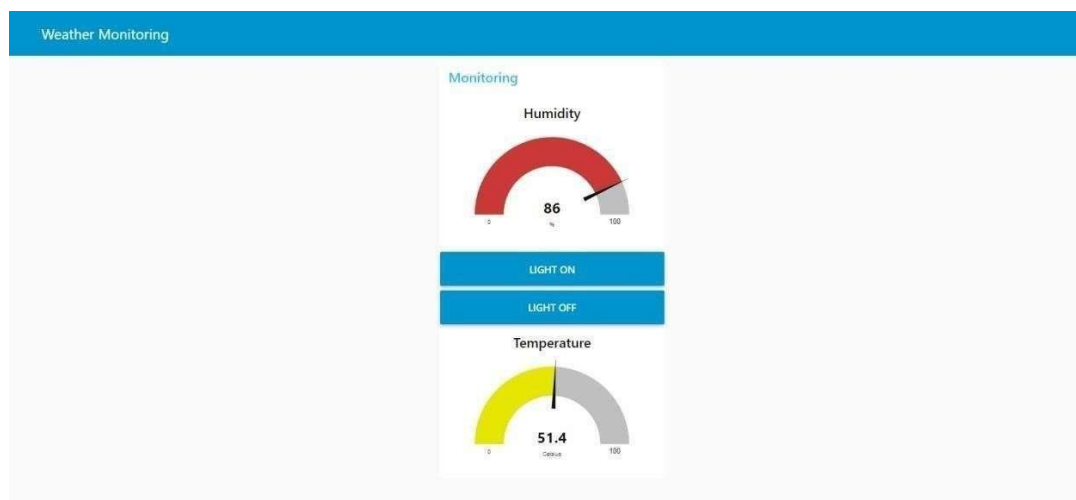 Weather Monitoring
Monitoring
Humidity
86
%
0 100
LIGHT ON
LIGHT OFF
Temperature
51.4
Celsius
0 100